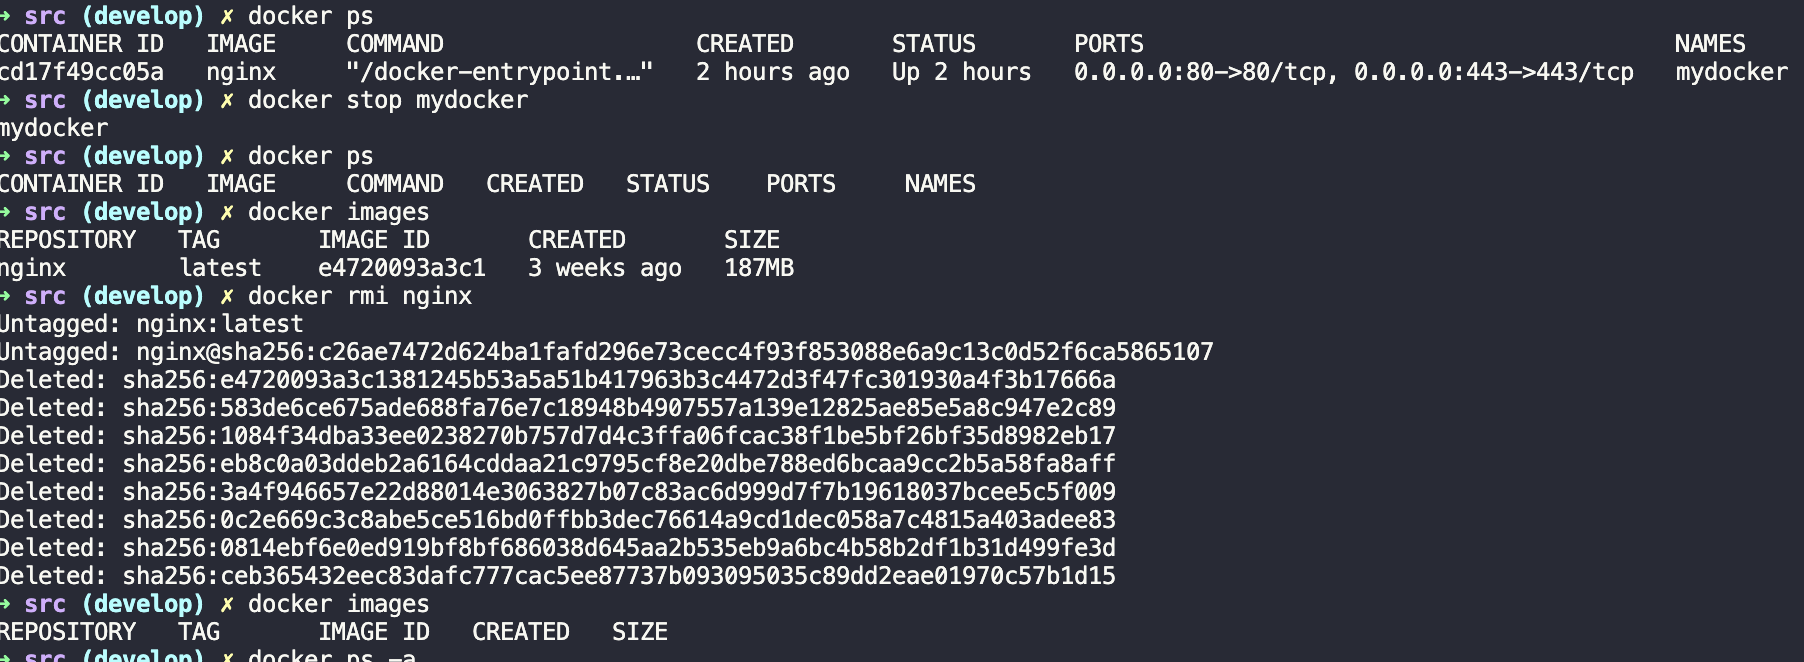 ➜ src (develop) ✗ docker ps
CONTAINER ID   IMAGE     COMMAND                  CREATED       STATUS       PORTS                                      NAMES
cd17f49cc05a   nginx     "/docker-entrypoint.…"   2 hours ago   Up 2 hours   0.0.0.0:80->80/tcp, 0.0.0.0:443->443/tcp   mydocker
➜ src (develop) ✗ docker stop mydocker
mydocker
➜ src (develop) ✗ docker ps
CONTAINER ID   IMAGE     COMMAND   CREATED   STATUS    PORTS     NAMES
➜ src (develop) ✗ docker images
REPOSITORY   TAG       IMAGE ID       CREATED       SIZE
nginx        latest    e4720093a3c1   3 weeks ago   187MB
➜ src (develop) ✗ docker rmi nginx
Untagged: nginx:latest
Untagged: nginx@sha256:c26ae7472d624ba1fafd296e73cecc4f93f853088e6a9c13c0d52f6ca5865107
Deleted: sha256:e4720093a3c1381245b53a5a51b417963b3c4472d3f47fc301930a4f3b17666a
Deleted: sha256:583de6ce675ade688fa76e7c18948b4907557a139e12825ae85e5a8c947e2c89
Deleted: sha256:1084f34dba33ee0238270b757d7d4c3ffa06fcac38f1be5bf26bf35d8982eb17
Deleted: sha256:eb8c0a03ddeb2a6164cddaa21c9795cf8e20dbe788ed6bcaa9cc2b5a58fa8aff
Deleted: sha256:3a4f946657e22d88014e3063827b07c83ac6d999d7f7b19618037bcee5c5f009
Deleted: sha256:0c2e669c3c8abe5ce516bd0ffbb3dec76614a9cd1dec058a7c4815a403adee83
Deleted: sha256:0814ebf6e0ed919bf8bf686038d645aa2b535eb9a6bc4b58b2df1b31d499fe3d
Deleted: sha256:ceb365432eec83dafc777cac5ee87737b093095035c89dd2eae01970c57b1d15
➜ src (develop) ✗ docker images
REPOSITORY   TAG       IMAGE ID   CREATED   SIZE
➜ src (develop) ✗ docker ps -a